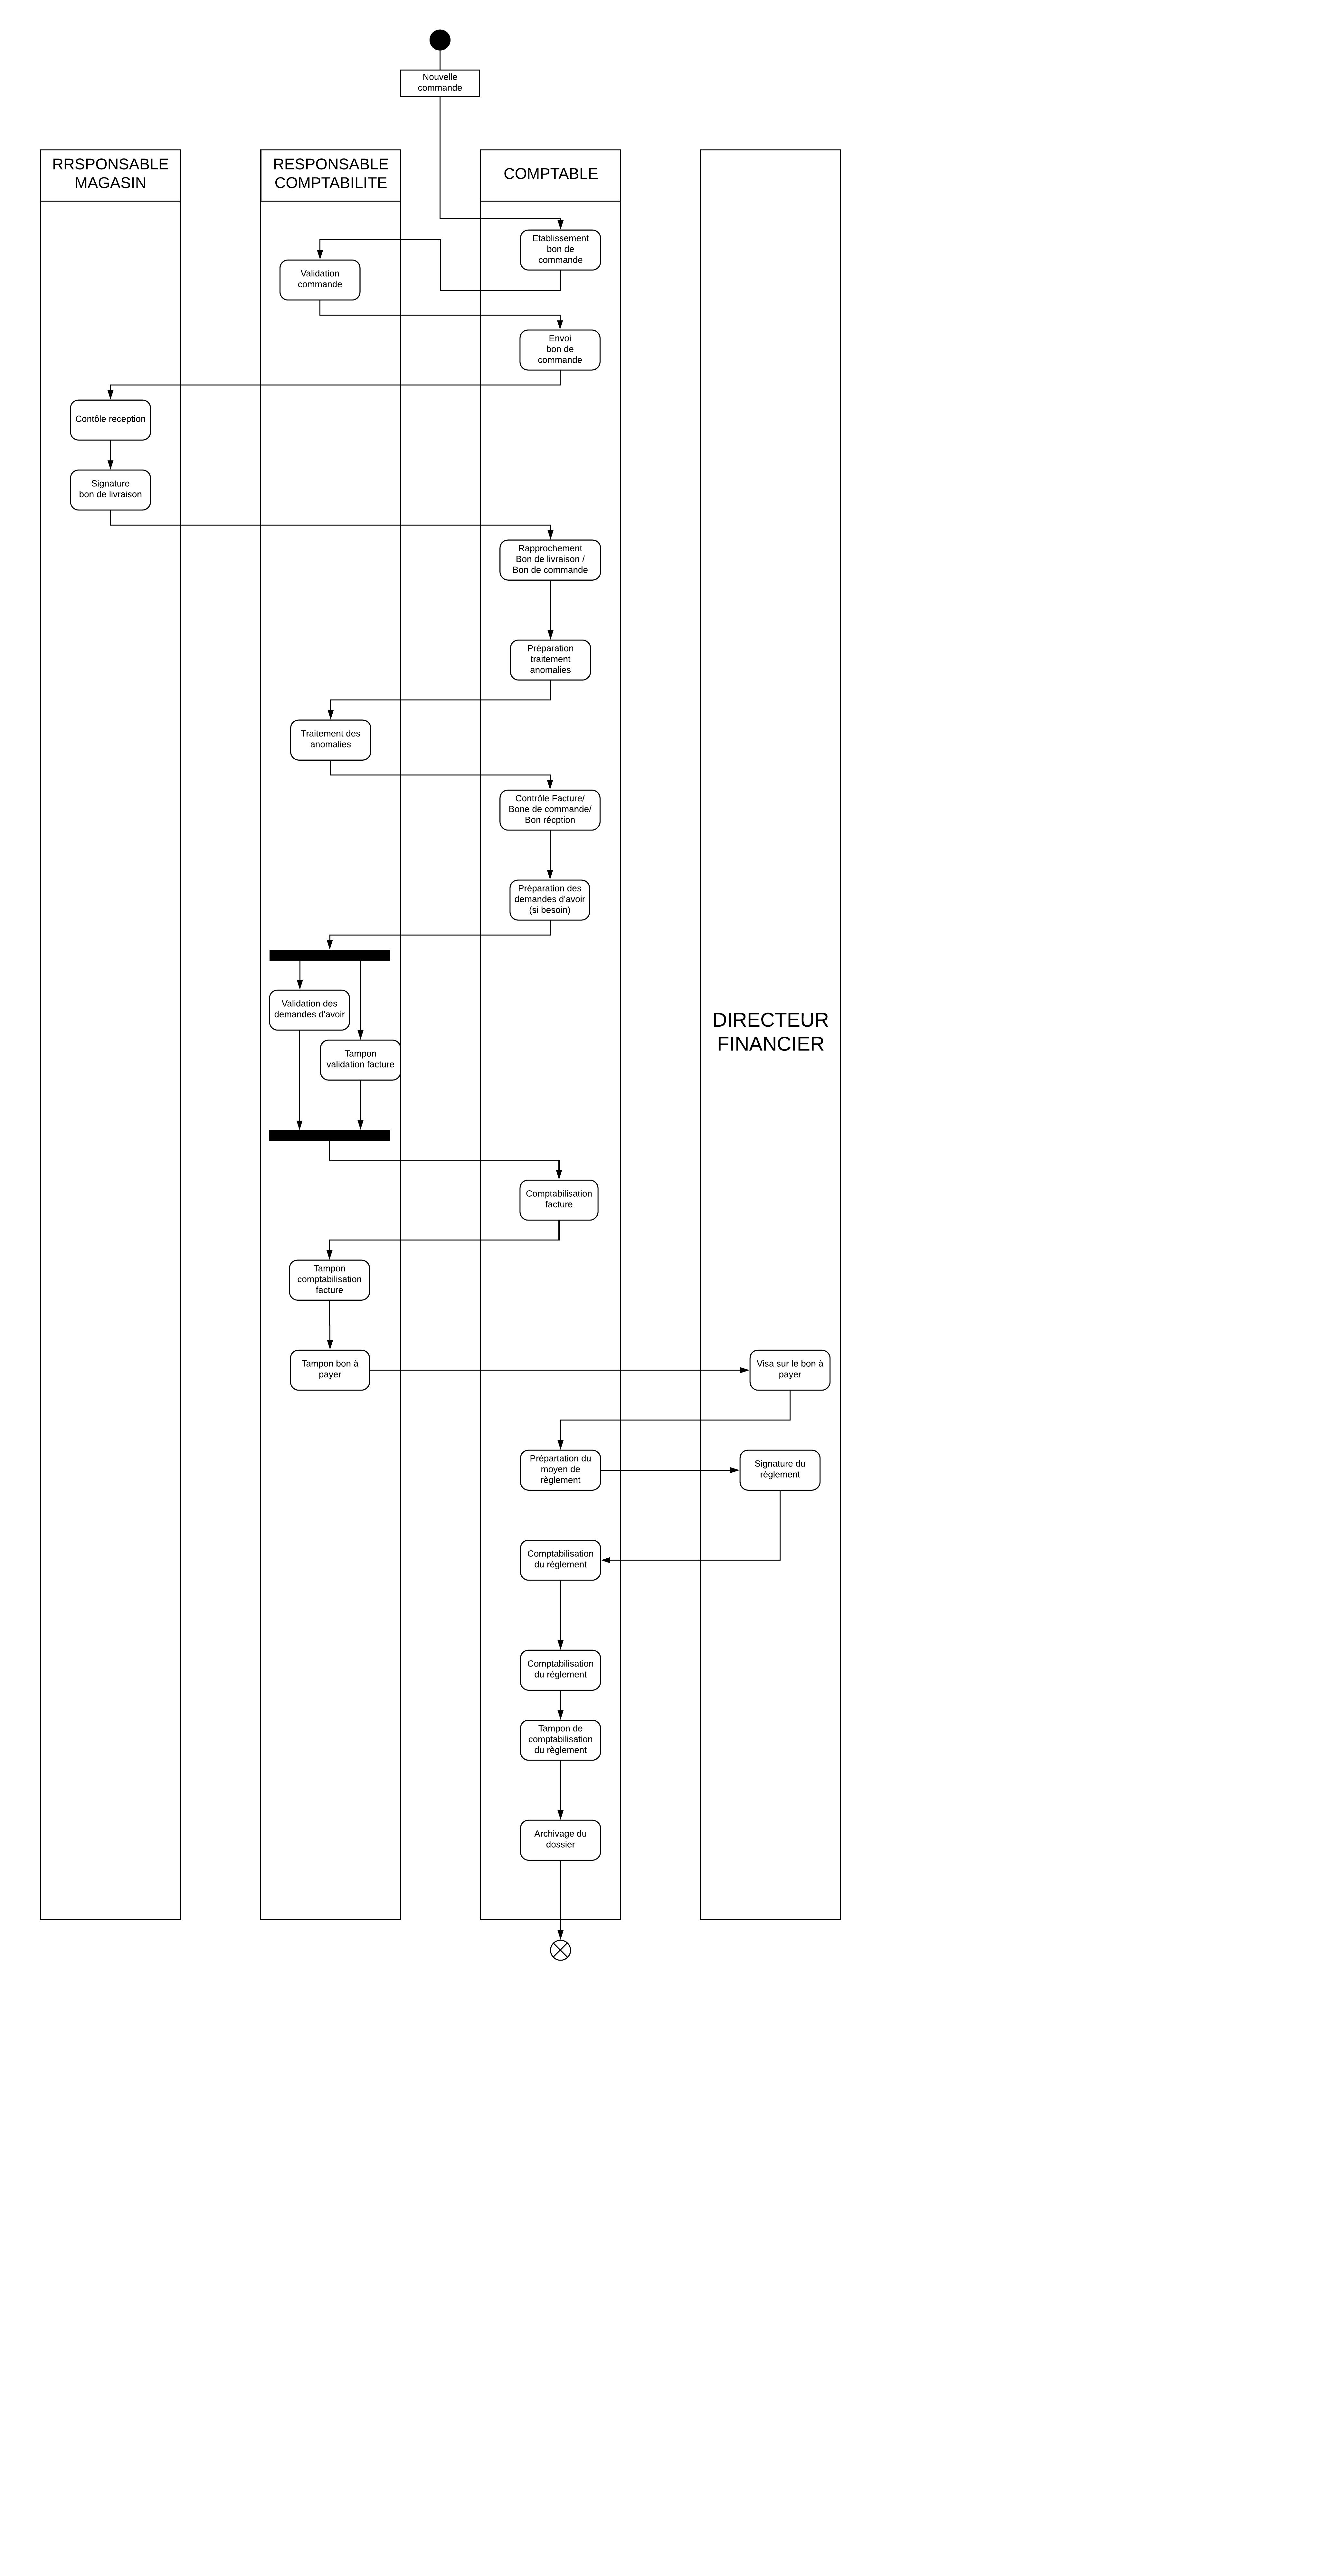 Nouvelle
commande
RRSPONSABLE
MAGASIN
RESPONSABLE
COMPTABILITE
COMPTABLE
Etablissement
bon de
commande
Validation
commande
Envoi
bon de
commande
Contôle reception
Signature
bon de livraison
Rapprochement
Bon de livraison /
Bon de commande
Préparation
traitement
anomalies
Traitement des
anomalies
Contrôle Facture/
Bone de commande/
Bon récption
Préparation des
demandes d'avoir
(si besoin)
Validation des
demandes d'avoir
DIRECTEUR
FINANCIER
Tampon
validation facture
Comptabilisation
facture
Tampon
comptabilisation
facture
Tampon bon à
payer
Visa sur le bon à
payer
Prépartation du
moyen de
règlement
Signature du
règlement
Comptabilisation
du règlement
Comptabilisation
du règlement
Tampon de
comptabilisation
du règlement
Archivage du
dossier